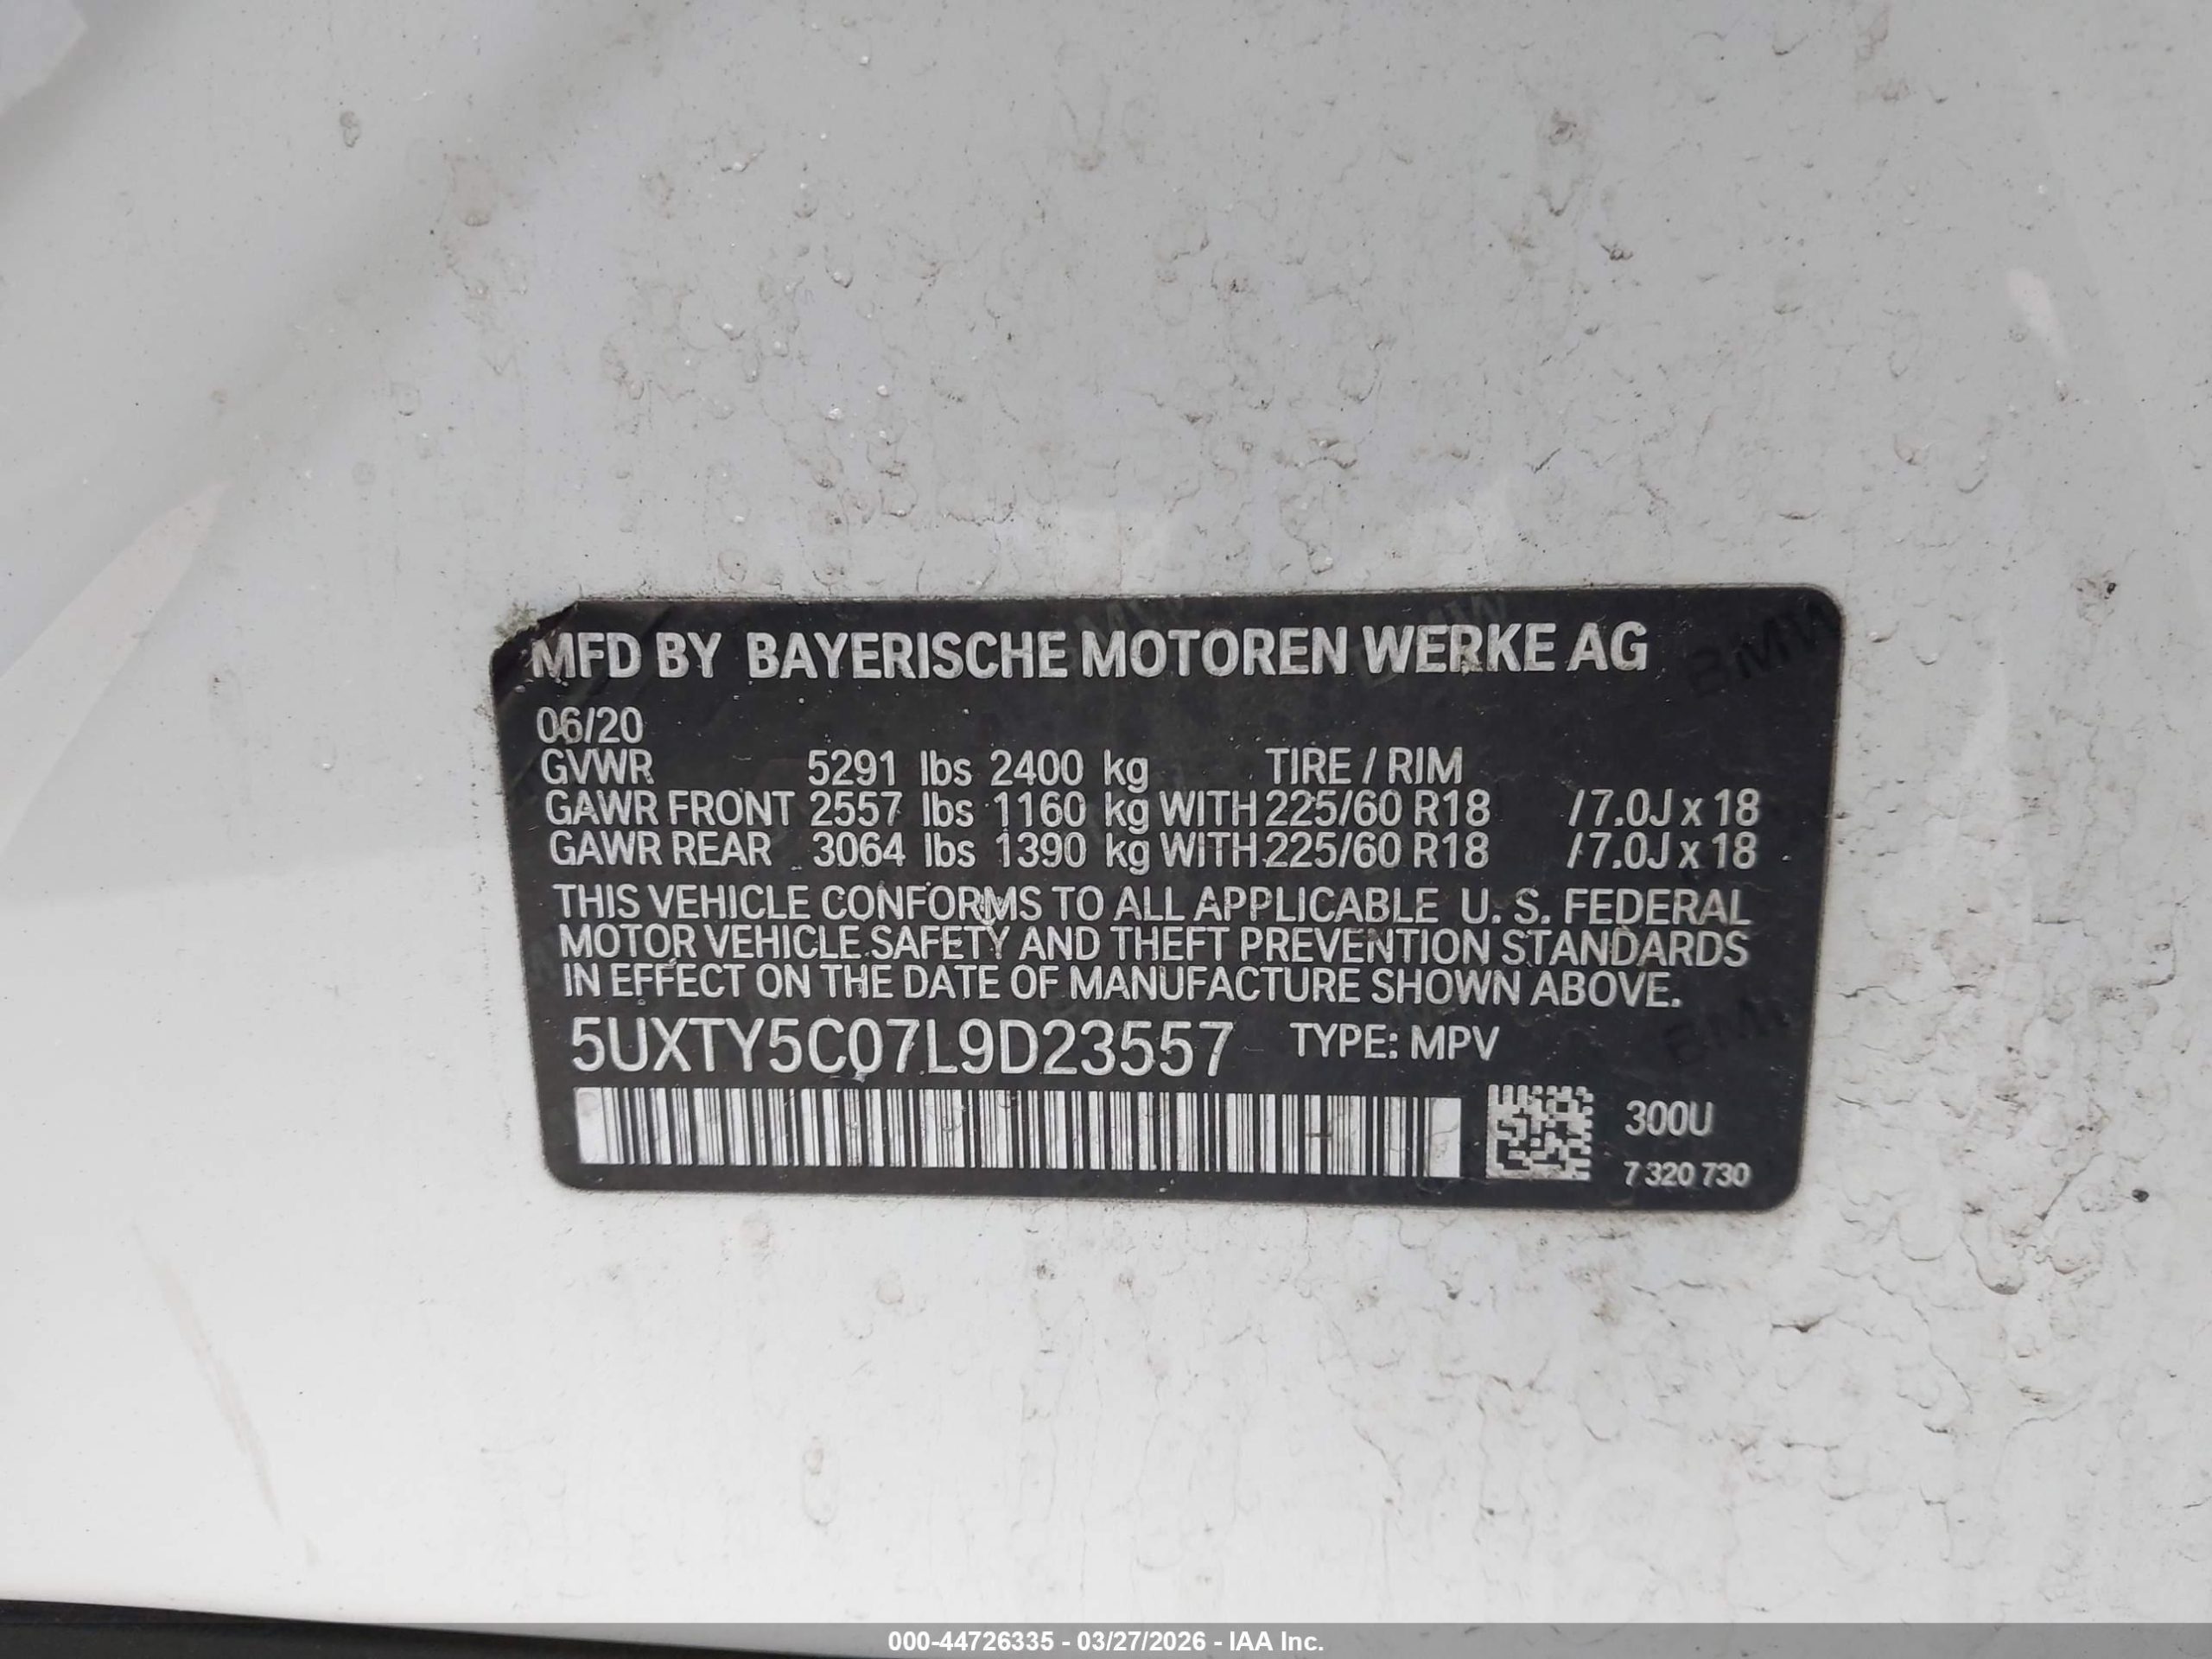 MFD BY BAYERISCHE MOTOREN WERKE AG
06/20
GVWR 5291 lbs 2400 kg TIRE / RIM
GAWR FRONT 2557 lbs 1160 kg WITH 225/60 R18 / 7.0J x 18
GAWR REAR 3064 lbs 1390 kg WITH 225/60 R18 / 7.0J x 18
THIS VEHICLE CONFORMS TO ALL APPLICABLE U. S. FEDERAL
MOTOR VEHICLE SAFETY AND THEFT PREVENTION STANDARDS
IN EFFECT ON THE DATE OF MANUFACTURE SHOWN ABOVE.
5UXTY5C07L9D23557 TYPE: MPV
300U
7 320 730
000-44726335 - 03/27/2026 - IAA Inc.